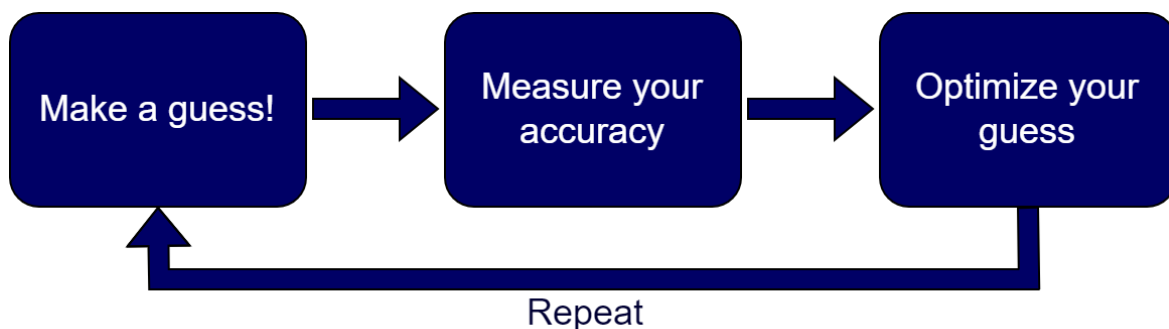 Make a guess!
Measure your
accuracy
Optimize your
guess
Repeat